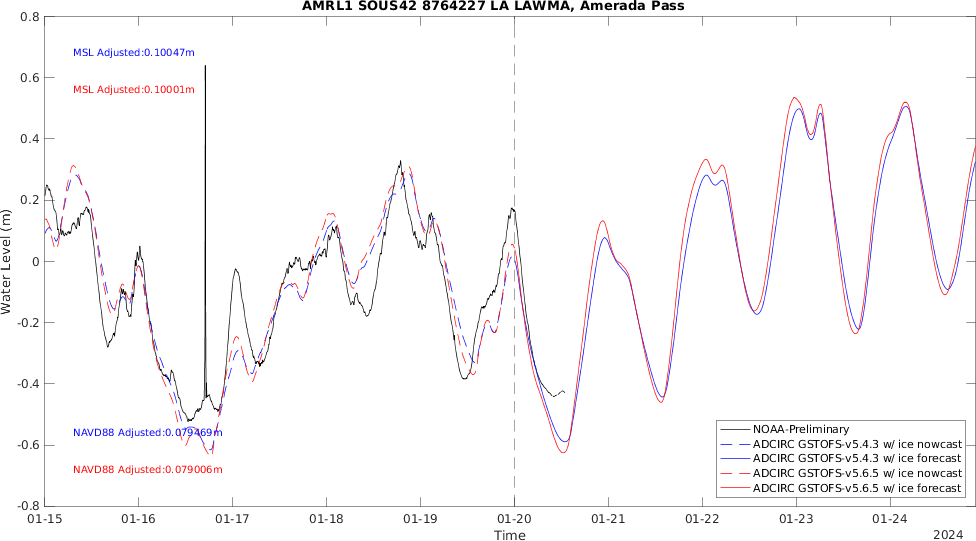 AMRL1 SOUS42 8764227 LA LAWMA, Amerada Pass
Water Level (m)
0.8
0.6
0.4
0.2
0
-0.2
-0.4
-0.6
-0.8
MSL Adjusted:0.10047m
MSL Adjusted:0.10001m
NAVD88 Adjusted:0.079469m
NAVD88 Adjusted:0.079006m
NOAA-Preliminary
ADCIRC GSTOFS-v5.4.3 w/ ice nowcast
ADCIRC GSTOFS-v5.4.3 w/ ice forecast
ADCIRC GSTOFS-v5.6.5 w/ ice nowcast
ADCIRC GSTOFS-v5.6.5 w/ ice forecast
01-15 01-16 01-17 01-18 01-19 01-20 01-21 01-22 01-23 01-24
Time
2024